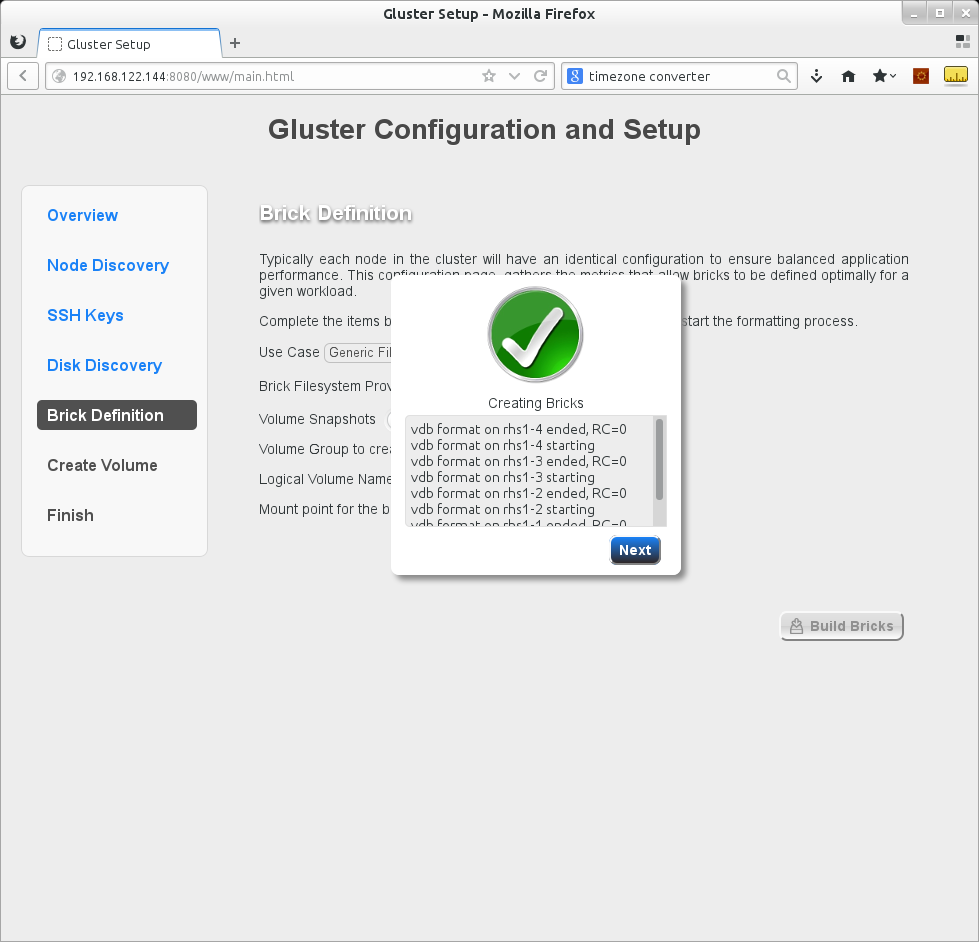 Gluster Setup - Mozilla Firefox
Gluster Setup
192.168.122.144:8080/www/main.html
8 timezone converter
Gluster Configuration and Setup
Overview
Node Discovery
SSH Keys
Disk Discovery
Brick Definition
Create Volume
Finish
Brick Definition
Typically each node in the cluster will have an identical configuration to ensure balanced application
performance. This configuration page, gathers the metrics that allow bricks to be defined optimally for a
given workload.
Complete the items b
start the formatting process.
Use Case Generic Fil
Brick Filesystem Prov
Volume Snapshots
Volume Group to crea
Logical Volume Name
Mount point for the b
Creating Bricks
vdb format on rhs1-4 ended, RC=0
vdb format on rhs1-4 starting
vdb format on rhs1-3 ended, RC=0
vdb format on rhs1-3 starting
vdb format on rhs1-2 ended, RC=0
vdb format on rhs1-2 starting
vdb format on rhs1-1 ended, RC=0
Next
Build Bricks